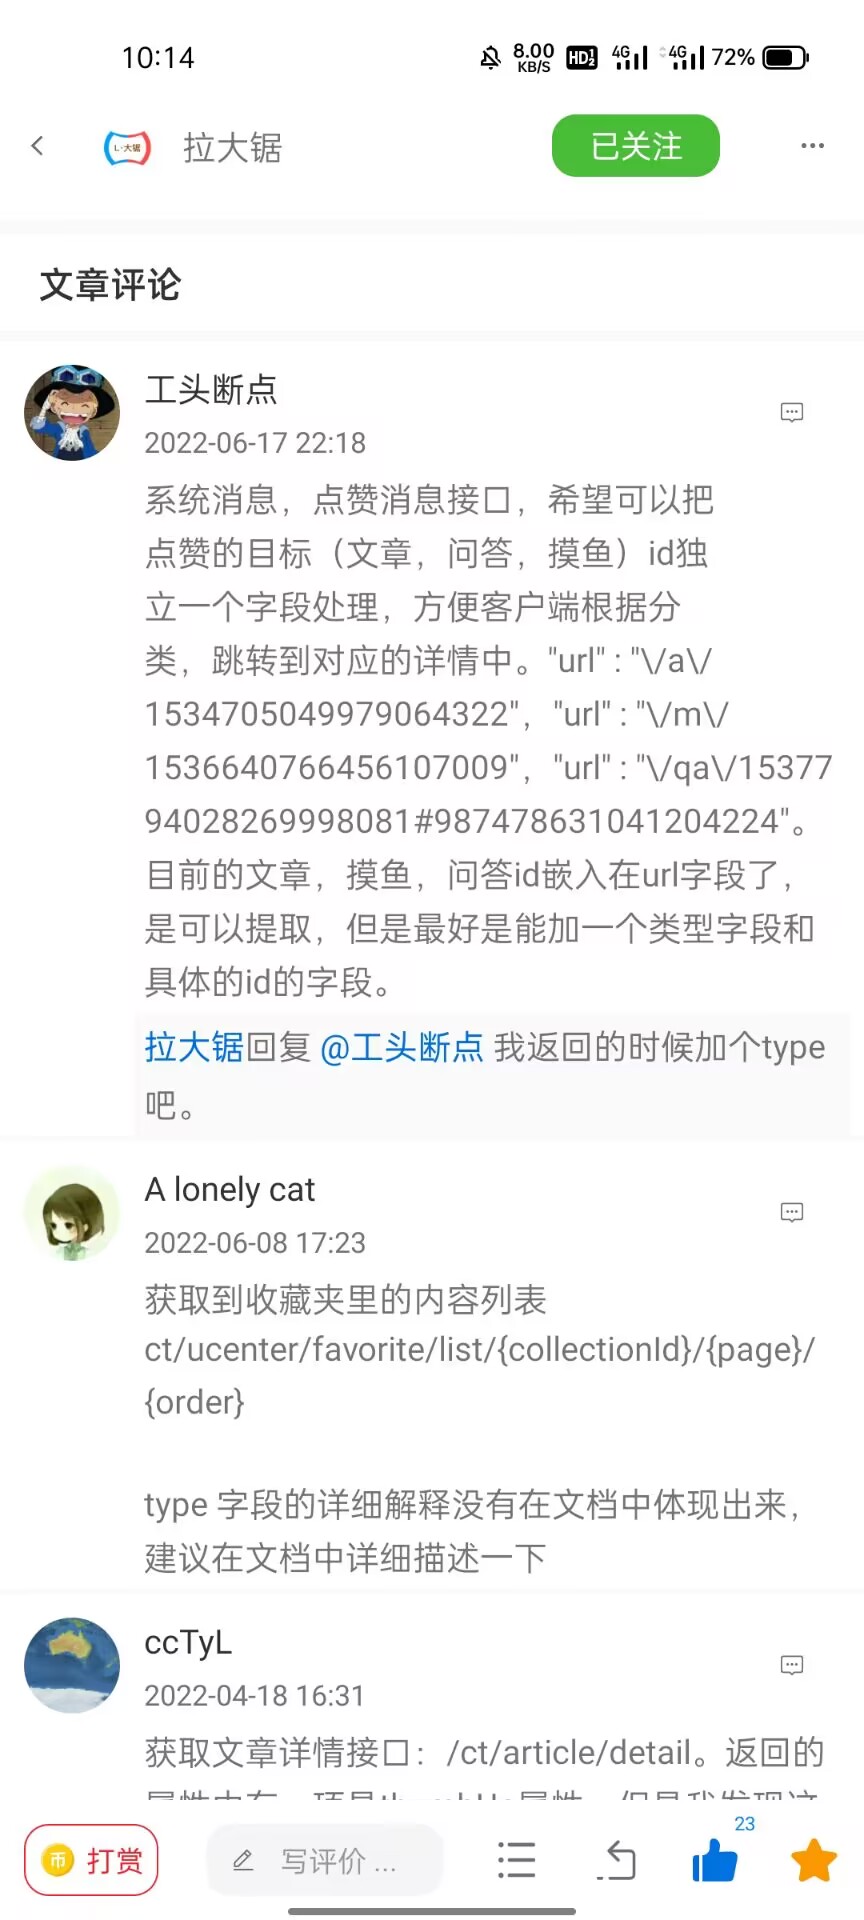 10:14
8.00 KB/S HD 4G 4G 72%
L·大锯 拉大锯 已关注
文章评论
工头断点
2022-06-17 22:18
系统消息，点赞消息接口，希望可以把
点赞的目标（文章，问答，摸鱼）id独
立一个字段处理，方便客户端根据分
类，跳转到对应的详情中。"url" : "\/a\/
1534705049979064322"，"url" : "\/m\/
1536640766456107009"，"url" : "\/qa\/15377
94028269998081#987478631041204224"。
目前的文章，摸鱼，问答id嵌入在url字段了，
是可以提取，但是最好是能加一个类型字段和
具体的id的字段。
拉大锯回复 @工头断点 我返回的时候加个type
吧。
A lonely cat
2022-06-08 17:23
获取到收藏夹里的内容列表
ct/ucenter/favorite/list/{collectionId}/{page}/
{order}
type 字段的详细解释没有在文档中体现出来，
建议在文档中详细描述一下
ccTyL
2022-04-18 16:31
获取文章详情接口：/ct/article/detail。返回的
币 打赏 写评价 ... 23